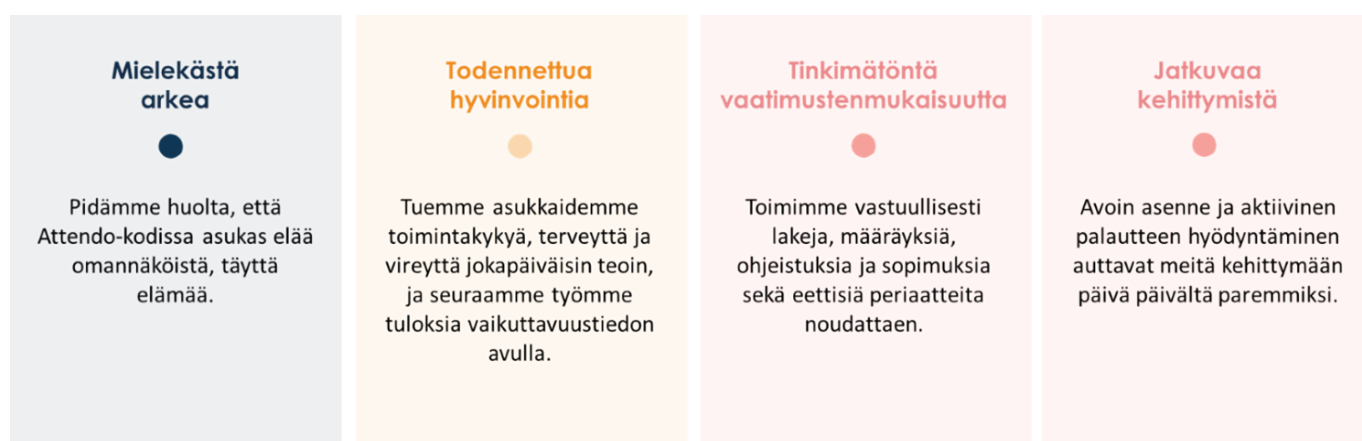 Mielekästä
arkea
Pidämme huolta, että
Attendo-kodissa asukas elää
omannäköistä, täyttä
elämää.
Todennettua
hyvinvointia
Tuemme asukkaidemme
toimintakykyä, terveyttä ja
vireyttä jokapäiväisin teoin,
ja seuraamme työmme
tuloksia vaikuttavuustiedon
avulla.
Tinkimätöntä
vaatimustenmukaisuutta
Toimimme vastuullisesti
lakeja, määräyksiä,
ohjeistuksia ja sopimuksia
sekä eettisiä periaatteita
noudattaen.
Jatkuvaa
kehittymistä
Avoin asenne ja aktiivinen
palautteen hyödyntäminen
auttavat meitä kehittymään
päivä päivältä paremmiksi.